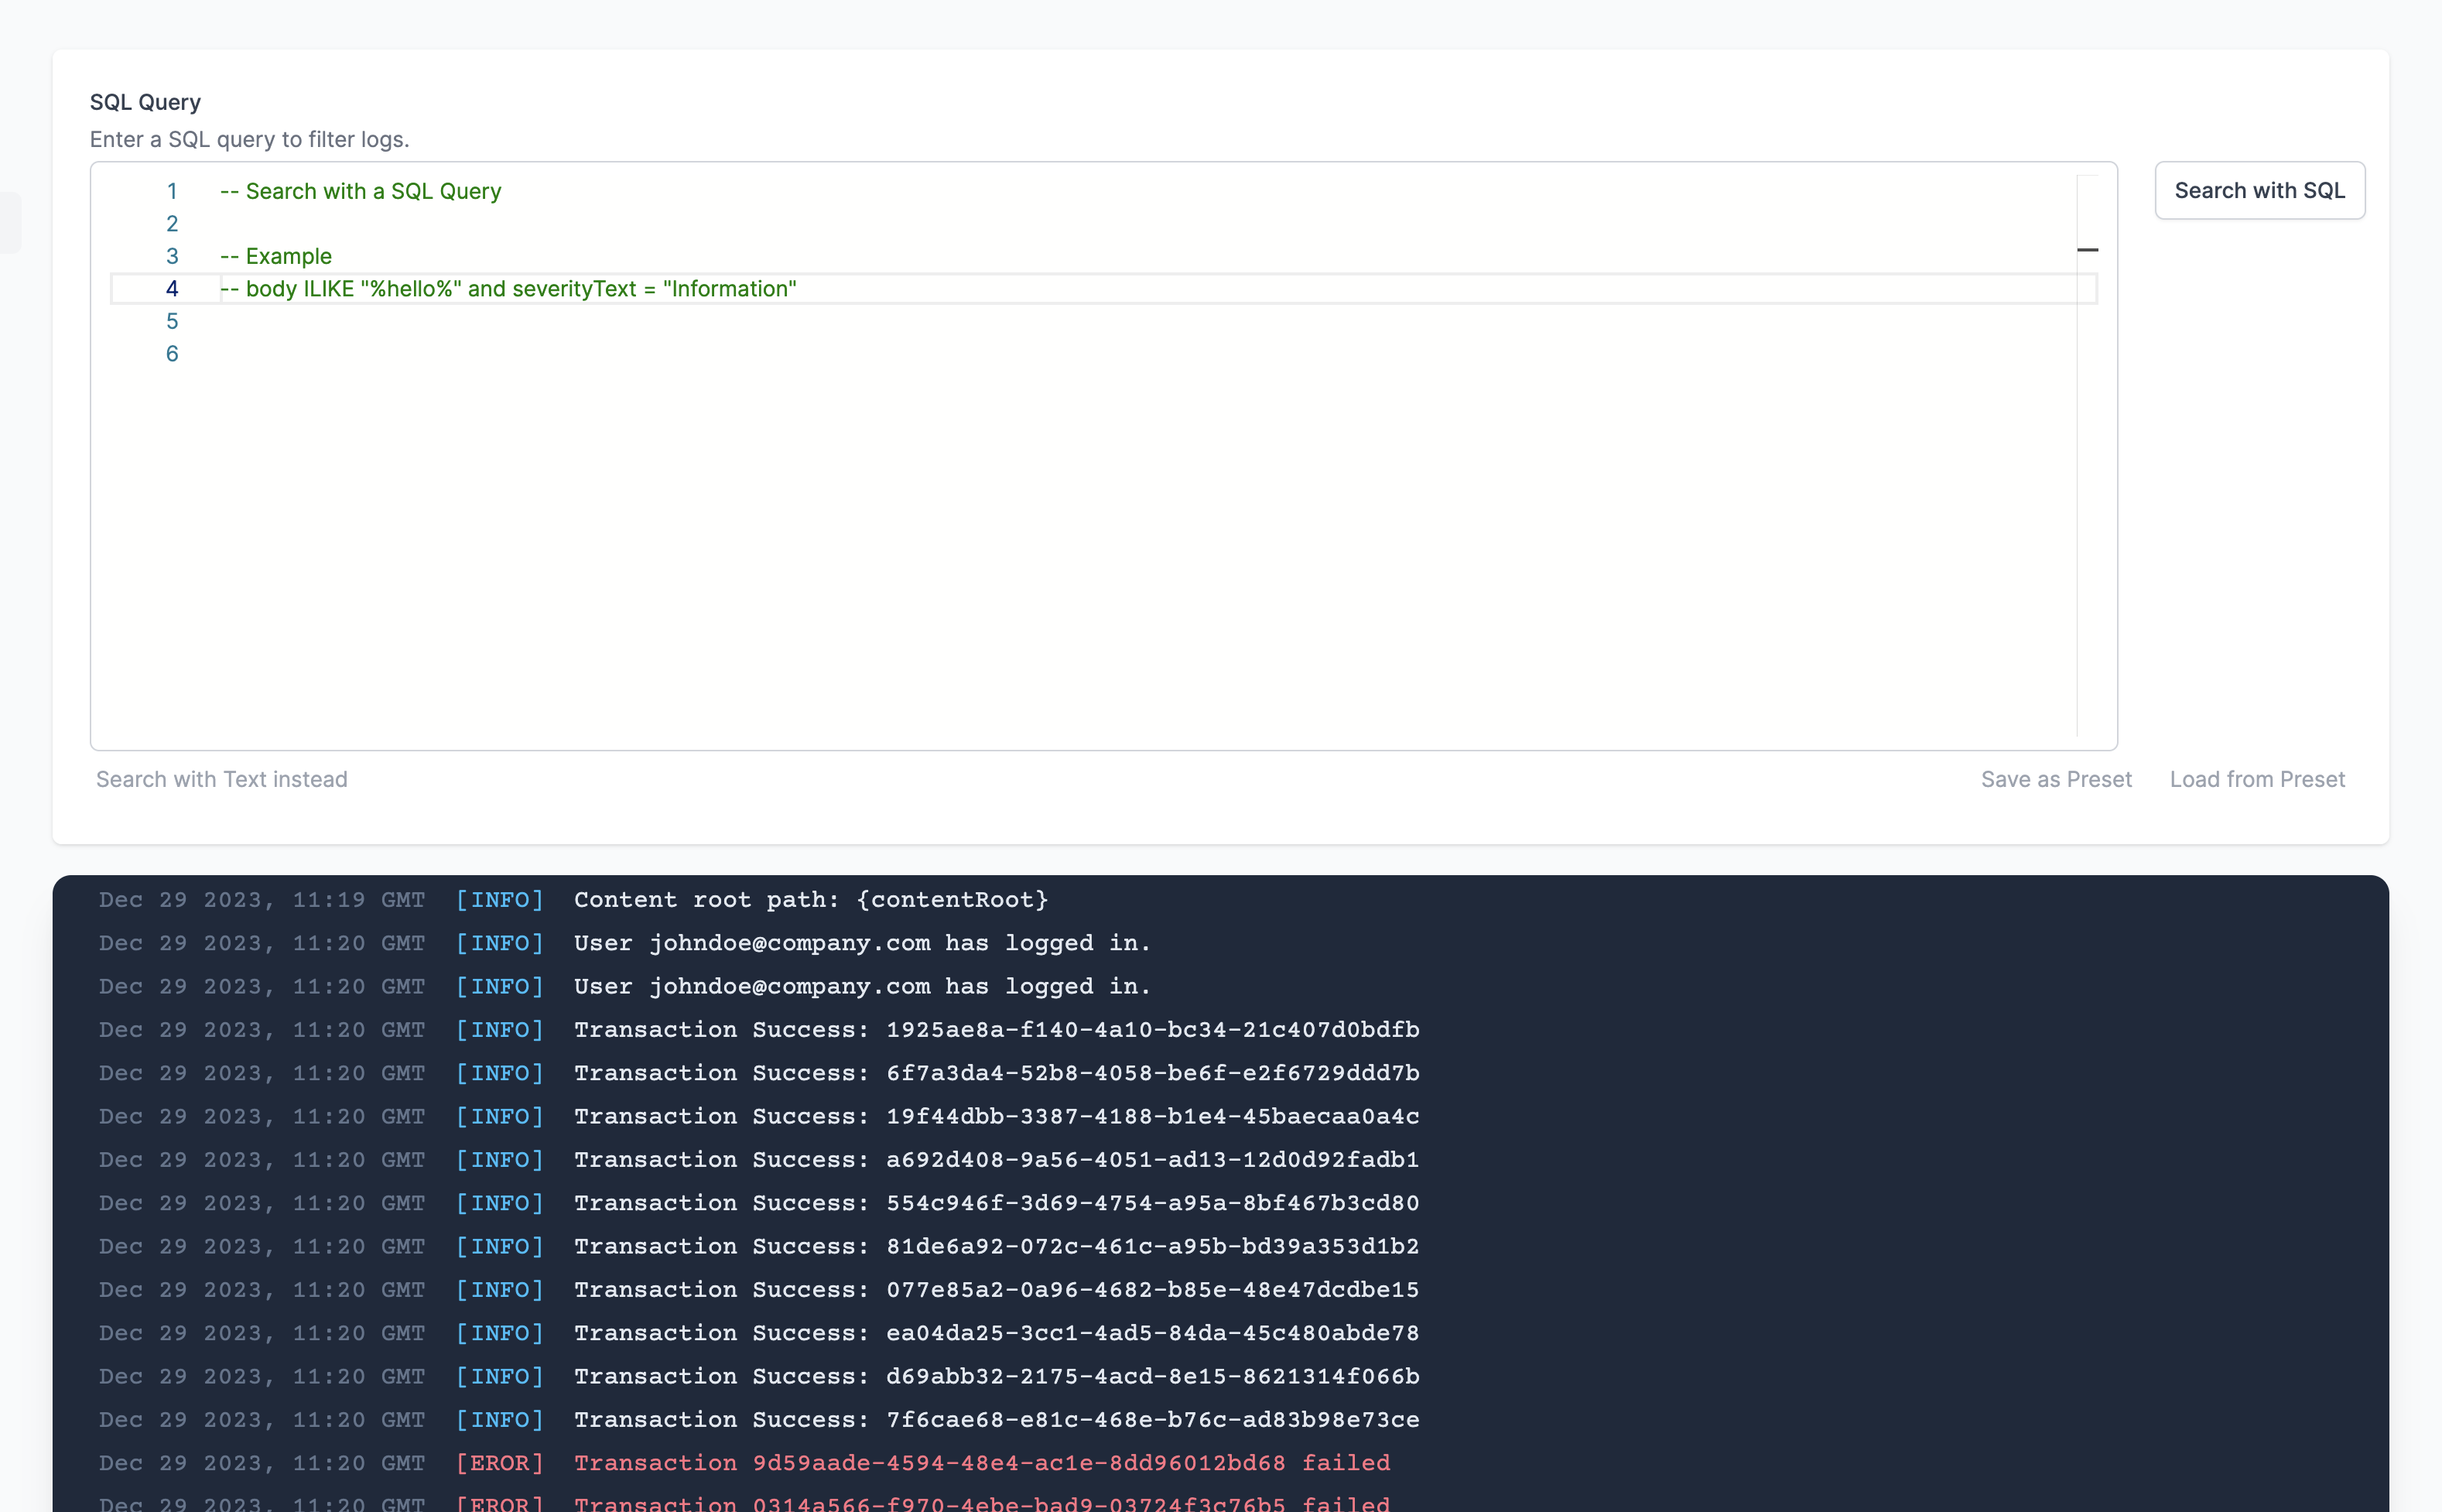 SQL Query
Enter a SQL query to filter logs.
1 -- Search with a SQL Query
Search with SQL
2
3 -- Example
4 -- body ILIKE "%hello%" and severityText = "Information"
5
6
Search with Text instead Save as Preset Load from Preset
Dec 29 2023, 11:19 GMT [INFO] Content root path: {contentRoot}
Dec 29 2023, 11:20 GMT [INFO] User johndoe@company.com has logged in.
Dec 29 2023, 11:20 GMT [INFO] User johndoe@company.com has logged in.
Dec 29 2023, 11:20 GMT [INFO] Transaction Success: 1925ae8a-f140-4a10-bc34-21c407d0bdfb
Dec 29 2023, 11:20 GMT [INFO] Transaction Success: 6f7a3da4-52b8-4058-be6f-e2f6729ddd7b
Dec 29 2023, 11:20 GMT [INFO] Transaction Success: 19f44dbb-3387-4188-b1e4-45baecaa0a4c
Dec 29 2023, 11:20 GMT [INFO] Transaction Success: a692d408-9a56-4051-ad13-12d0d92fadb1
Dec 29 2023, 11:20 GMT [INFO] Transaction Success: 554c946f-3d69-4754-a95a-8bf467b3cd80
Dec 29 2023, 11:20 GMT [INFO] Transaction Success: 81de6a92-072c-461c-a95b-bd39a353d1b2
Dec 29 2023, 11:20 GMT [INFO] Transaction Success: 077e85a2-0a96-4682-b85e-48e47dcdbe15
Dec 29 2023, 11:20 GMT [INFO] Transaction Success: ea04da25-3cc1-4ad5-84da-45c480abde78
Dec 29 2023, 11:20 GMT [INFO] Transaction Success: d69abb32-2175-4acd-8e15-8621314f066b
Dec 29 2023, 11:20 GMT [INFO] Transaction Success: 7f6cae68-e81c-468e-b76c-ad83b98e73ce
Dec 29 2023, 11:20 GMT [EROR] Transaction 9d59aade-4594-48e4-ac1e-8dd96012bd68 failed
Dec 29 2023, 11:20 GMT [EROR] Transaction 0314a566-f970-4ebe-bad9-03724f3c76b5 failed